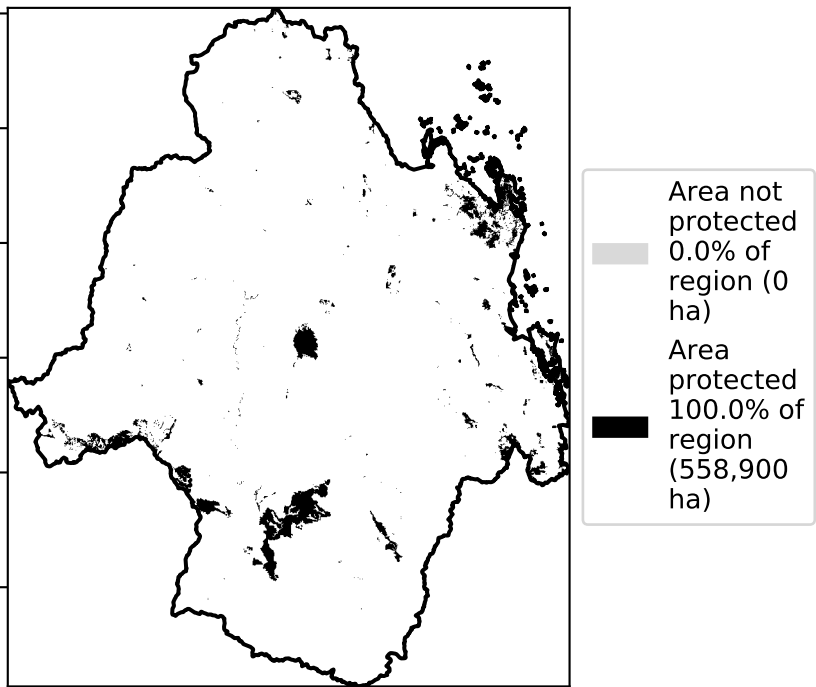 Area not
protected
0.0% of
region (0
ha)
Area
protected
100.0% of
region
(558,900
ha)